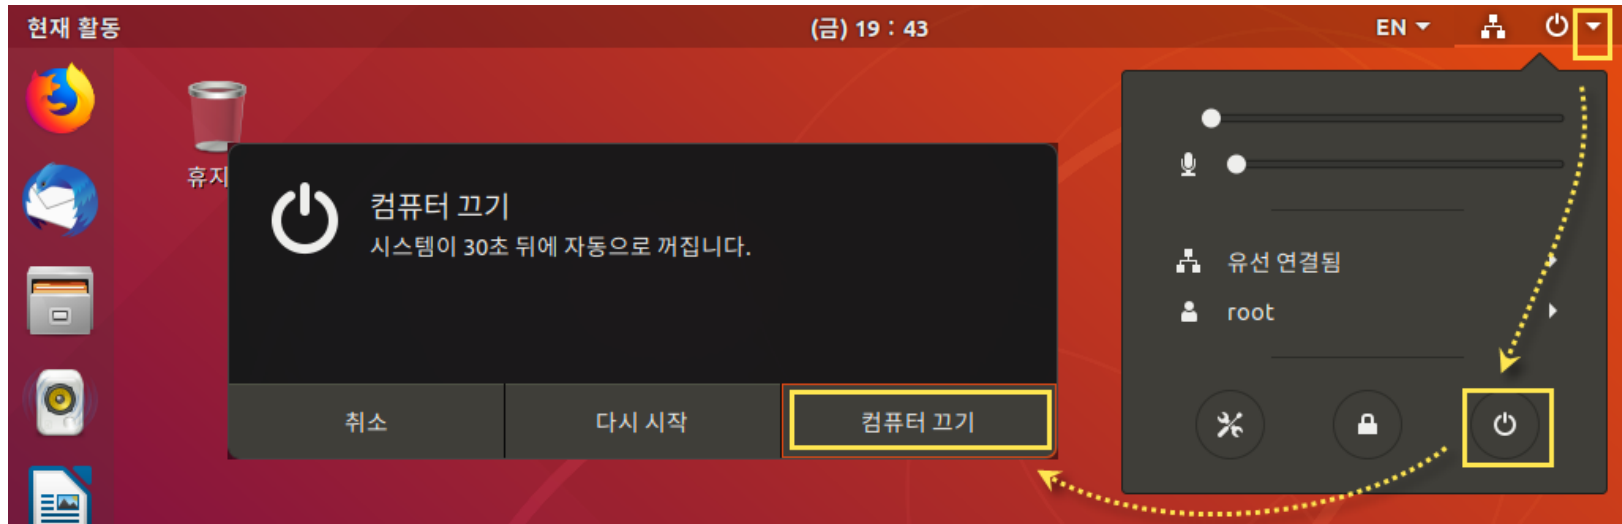 현재 활동
(금) 19 : 43
EN
휴지
컴퓨터 끄기
시스템이 30초 뒤에 자동으로 꺼집니다.
취소
다시 시작
컴퓨터 끄기
유선 연결됨
root